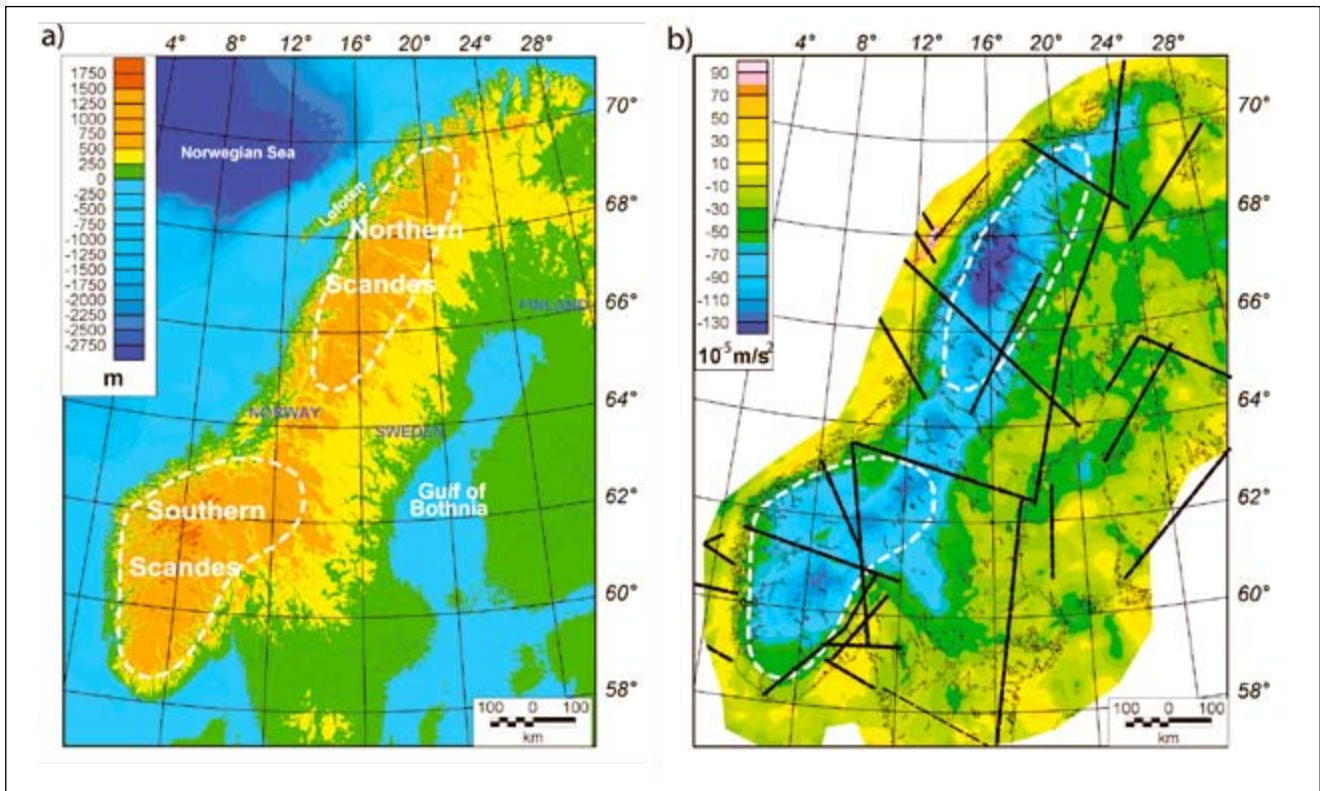 a)
4° 8° 12° 16° 20° 24° 28°
1750
1500
1250
1000
750
500
250
0
-250
-500
-750
-1000
-1250
-1500
-1750
-2000
-2250
-2500
-2750
m
Norwegian Sea
Lofoten
Northern
Scandes
FINLAND
NORWAY
SWEDEN
Gulf of
Bothnia
Southern
Scandes
70°
68°
66°
64°
62°
60°
58°
100 0 100
km
b)
4° 8° 12° 16° 20° 24° 28°
90
70
50
30
10
-10
-30
-50
-70
-90
-110
-130
10⁻⁵m/s²
70°
68°
66°
64°
62°
60°
58°
100 0 100
km